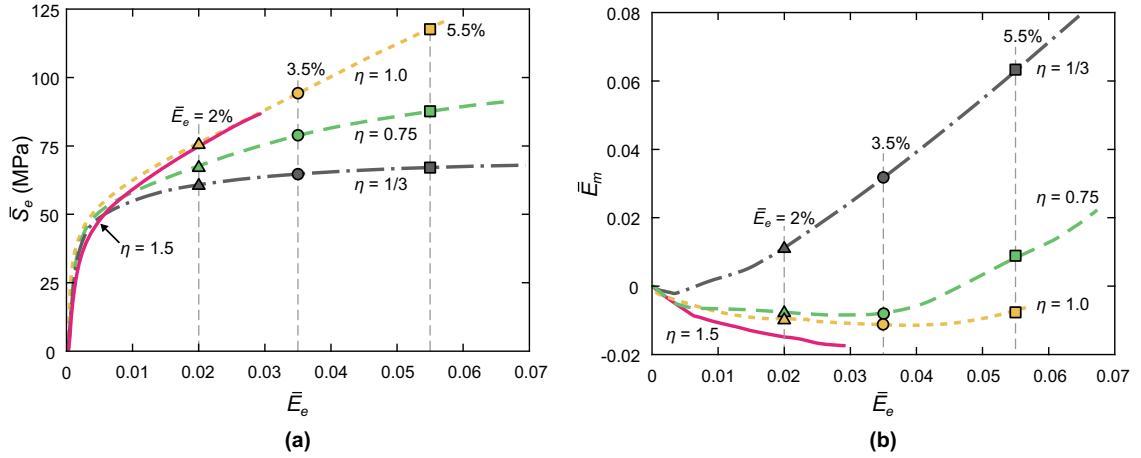 125
100
75
50
25
0
S̄e (MPa)
5.5%
3.5%
η = 1.0
Ēe = 2%
η = 0.75
η = 1/3
η = 1.5
0 0.01 0.02 0.03 0.04 0.05 0.06 0.07
Ēe
(a)
0.08
0.06
0.04
0.02
0
-0.02
Ēm
5.5%
η = 1/3
3.5%
Ēe = 2%
η = 0.75
η = 1.0
η = 1.5
0 0.01 0.02 0.03 0.04 0.05 0.06 0.07
Ēe
(b)